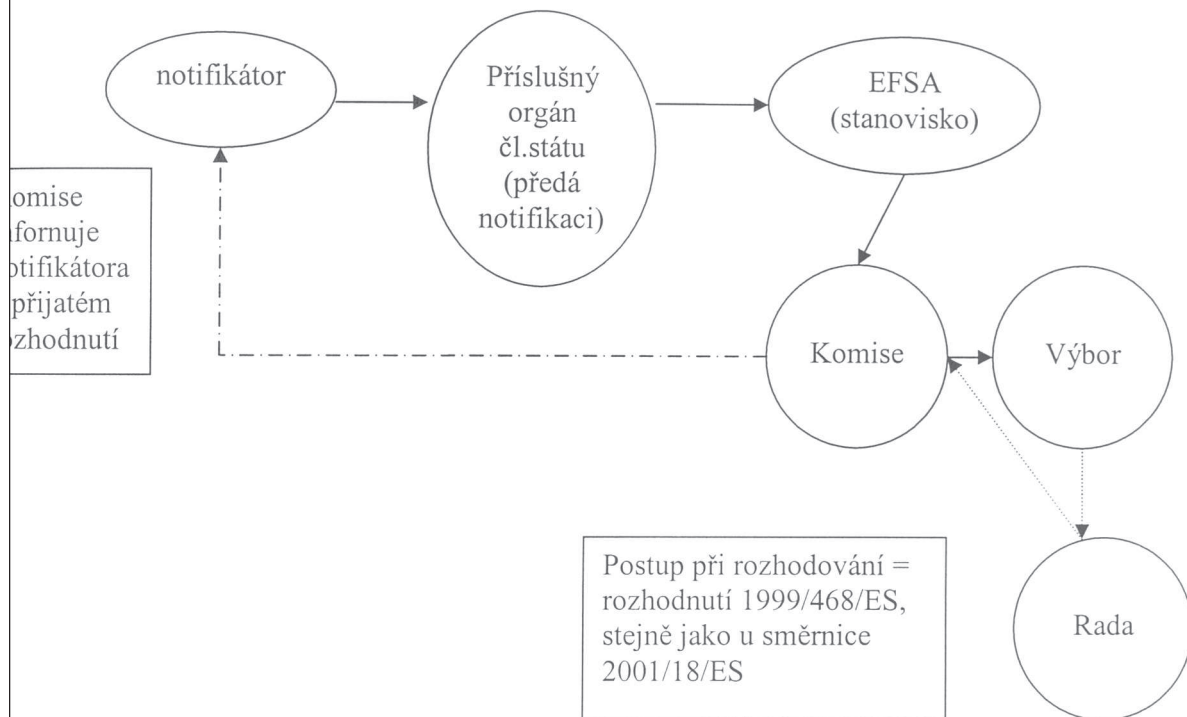 notifikátor
Příslušný
orgán
čl.státu
(předá
notifikaci)
EFSA
(stanovisko)
přijatém
Komise
Výbor
Postup při rozhodování =
rozhodnutí 1999/468/ES,
stejně jako u směrnice
2001/18/ES
Rada